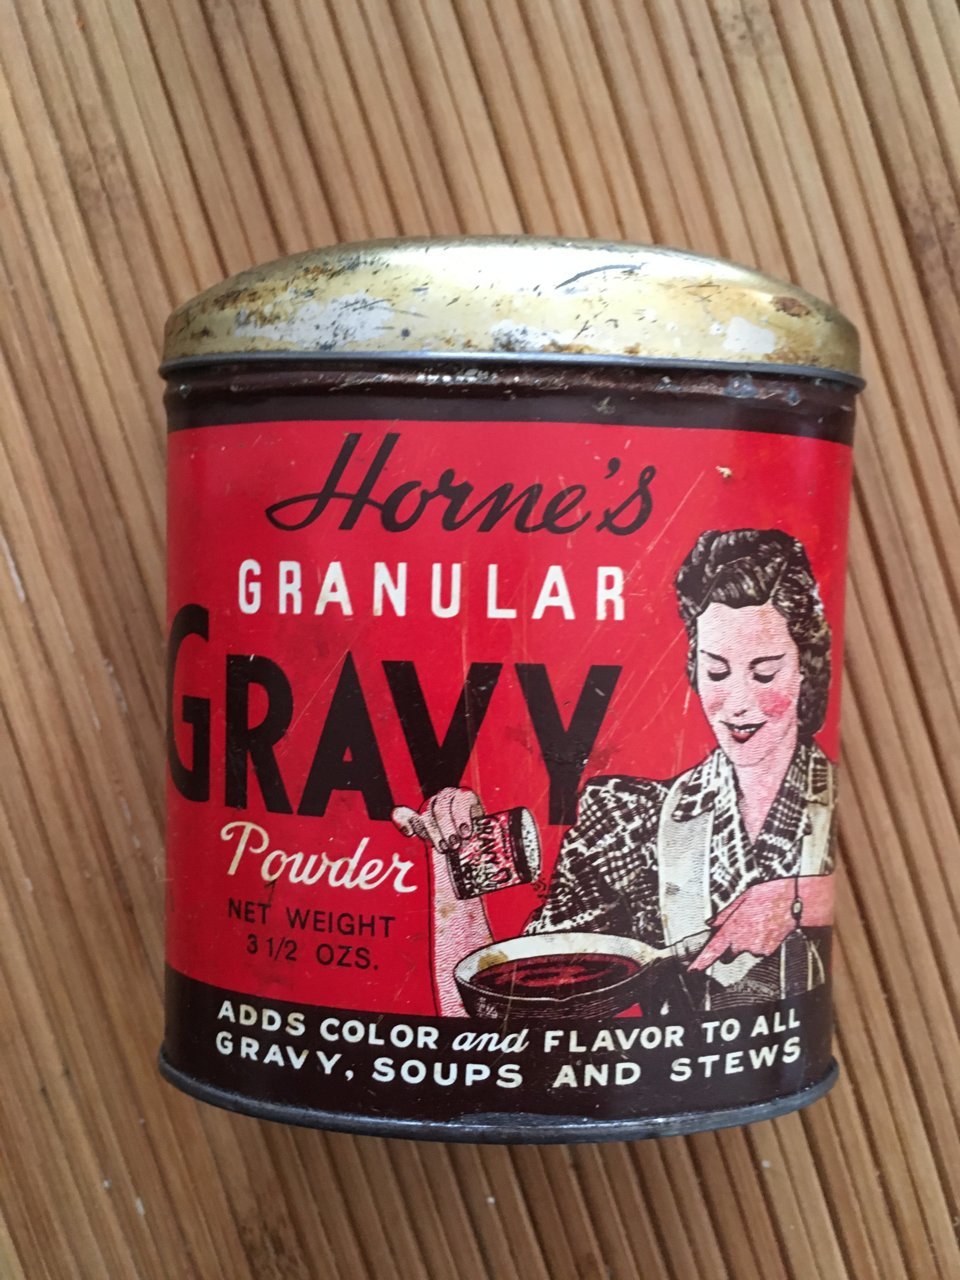 Horne's
GRANULAR
GRAVY
Powder
NET WEIGHT
3 1/2 OZS.
ADDS COLOR and FLAVOR TO ALL
GRAVY, SOUPS AND STEWS